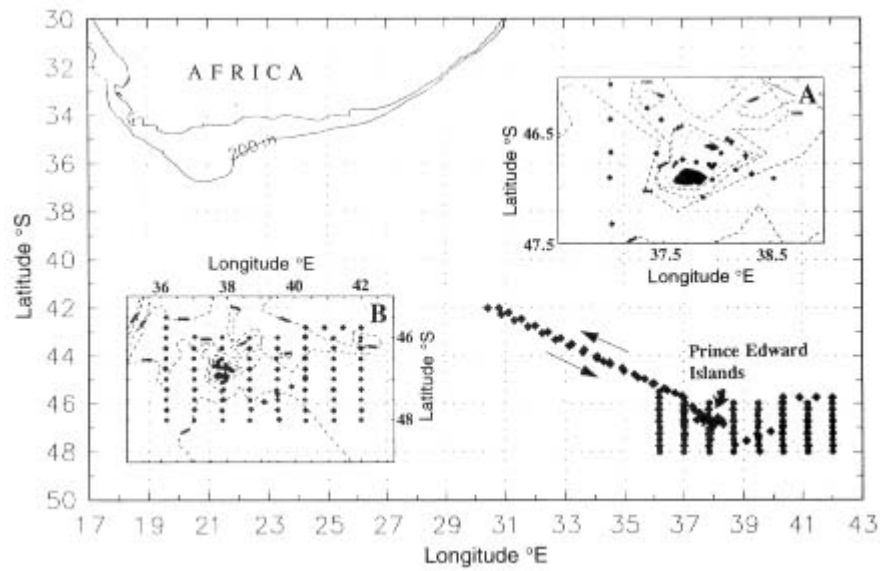 30
32
34
36
38
40
42
44
46
48
50
Latitude °S
AFRICA
200 m
A
46.5
47.5
Latitude °S
37.5 38.5
Longitude °E
Longitude °E
36 38 40 42
B
46
48
Latitude °S
Prince Edward
Islands
17 19 21 23 25 27 29 31 33 35 37 39 41 43
Longitude °E